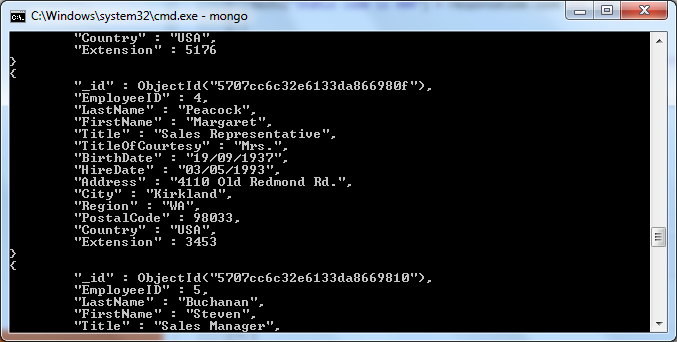 C:\Windows\system32\cmd.exe - mongo
"Country" : "USA",
"Extension" : 5176
}
{
"_id" : ObjectId("5707cc6c32e6133da866980f"),
"EmployeeID" : 4,
"LastName" : "Peacock",
"FirstName" : "Margaret",
"Title" : "Sales Representative",
"TitleOfCourtesy" : "Mrs.",
"BirthDate" : "19/09/1937",
"HireDate" : "03/05/1993",
"Address" : "4110 Old Redmond Rd.",
"City" : "Kirkland",
"Region" : "WA",
"PostalCode" : 98033,
"Country" : "USA",
"Extension" : 3453
}
{
"_id" : ObjectId("5707cc6c32e6133da8669810"),
"EmployeeID" : 5,
"LastName" : "Buchanan",
"FirstName" : "Steven",
"Title" : "Sales Manager",